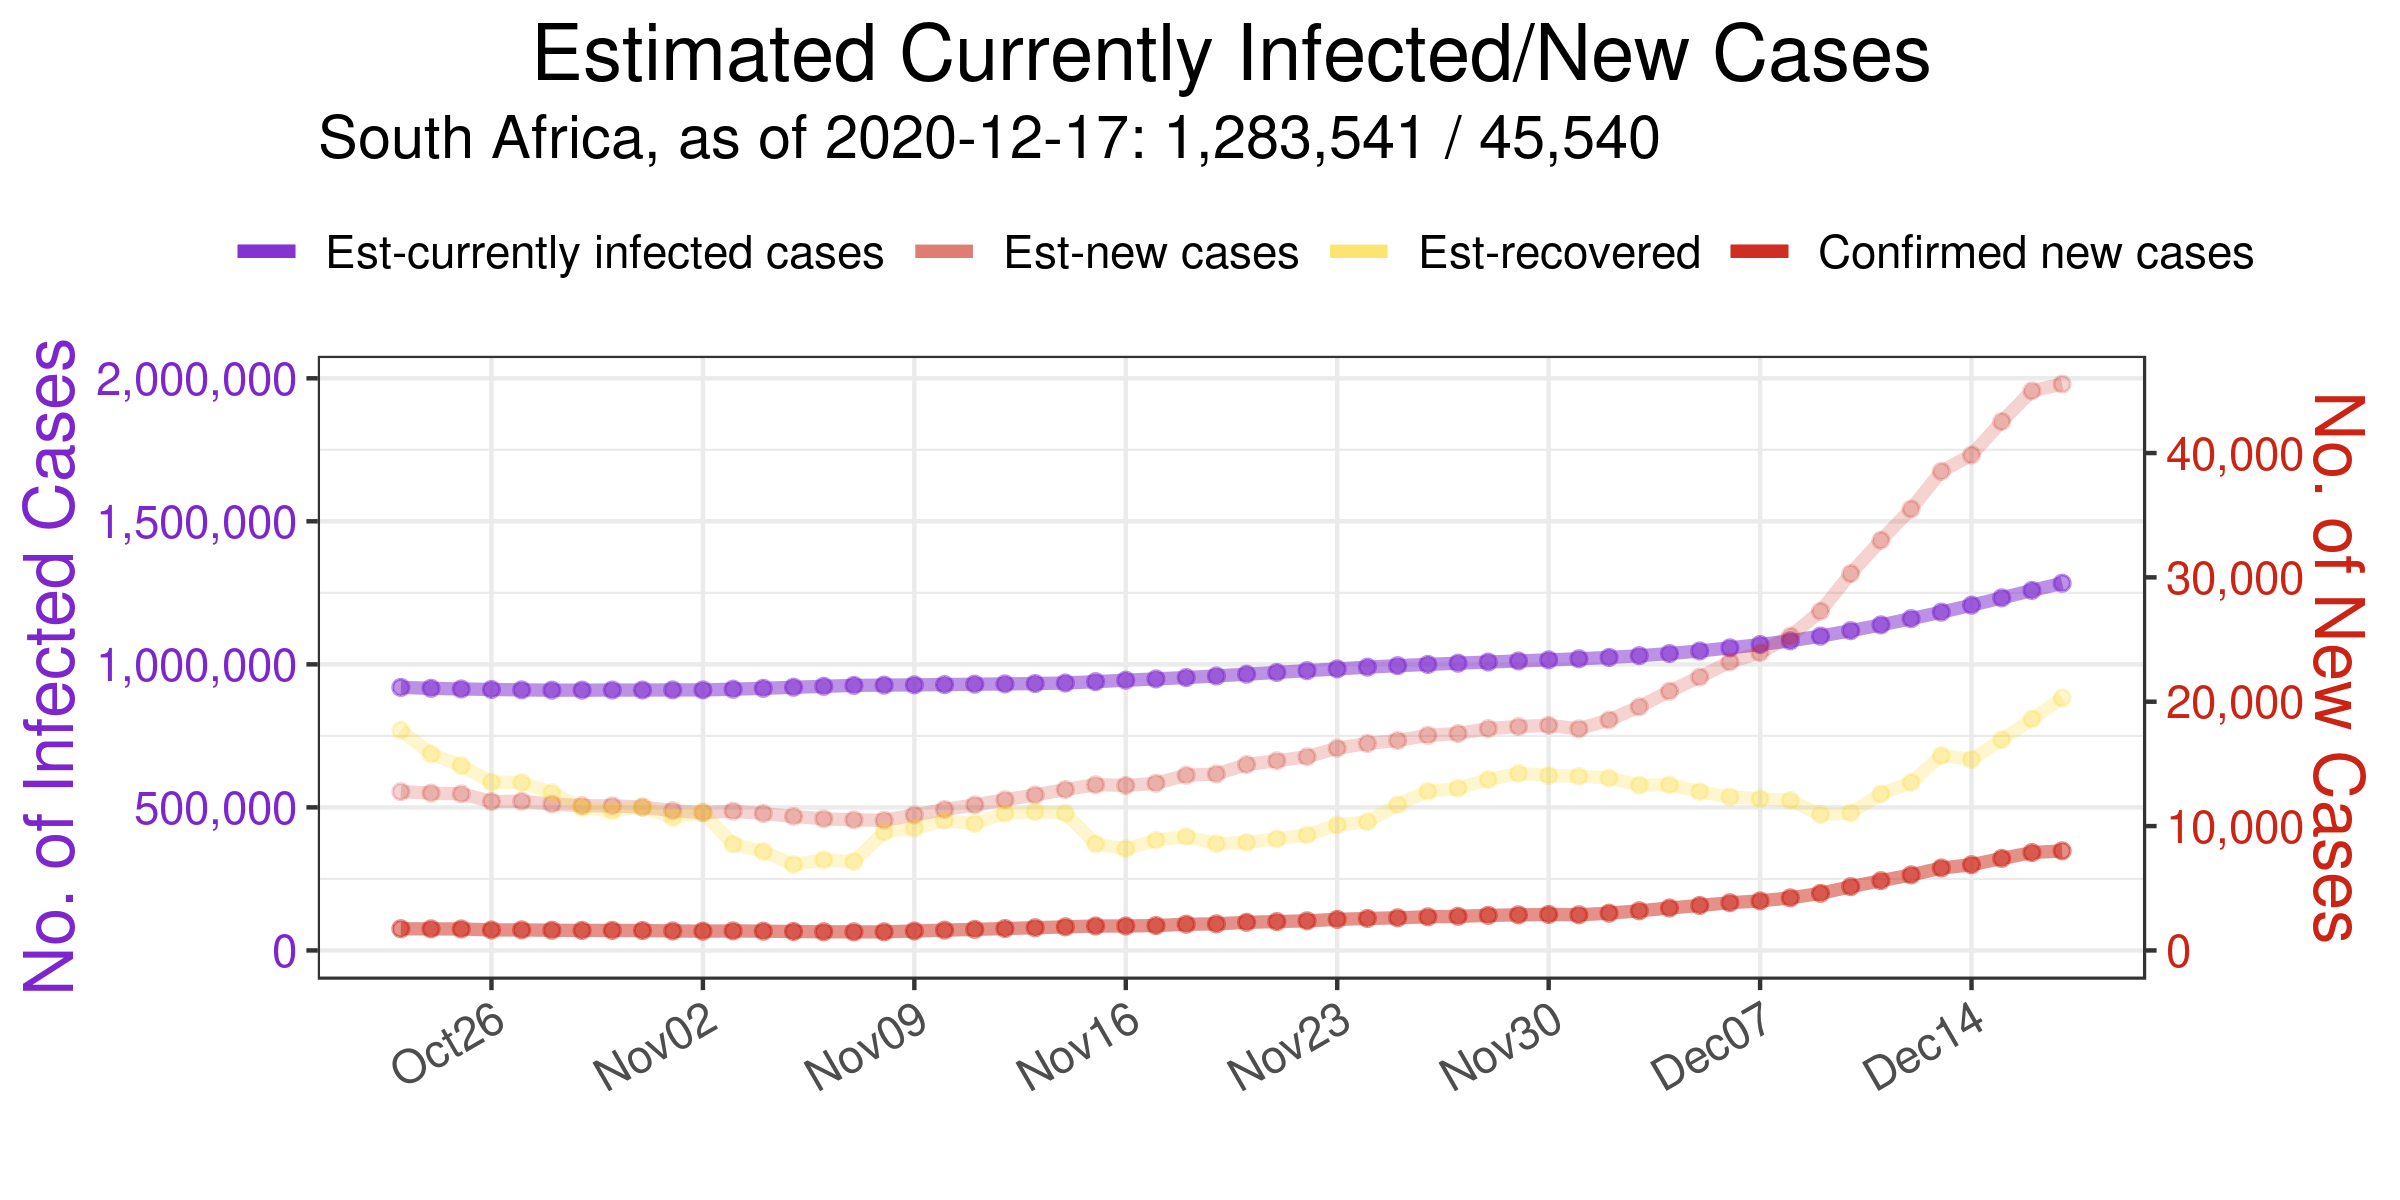 Estimated Currently Infected/New Cases
South Africa, as of 2020-12-17: 1,283,541 / 45,540
Est-currently infected cases Est-new cases Est-recovered Confirmed new cases
No. of Infected Cases
2,000,000
1,500,000
1,000,000
500,000
0
40,000
30,000
20,000
10,000
0
No. of New Cases
Oct26 Nov02 Nov09 Nov16 Nov23 Nov30 Dec07 Dec14